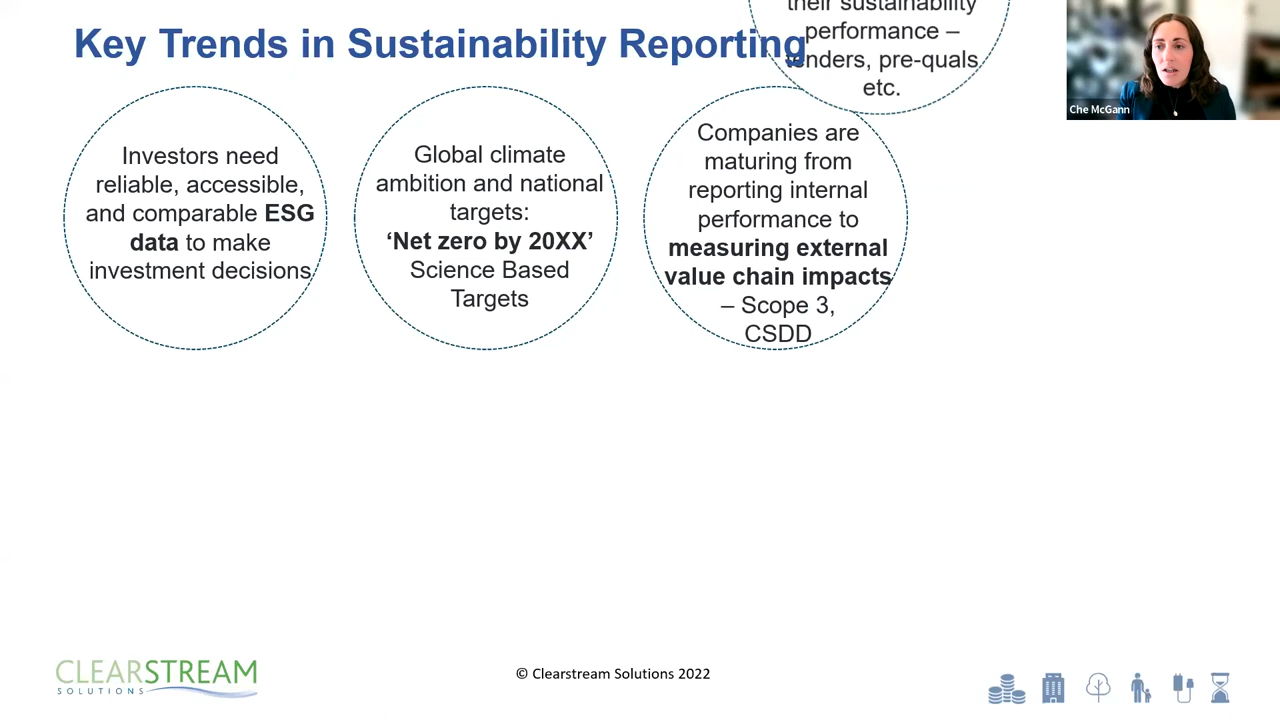 Key Trends in Sustainability Reporting
their sustainability
performance –
tenders, pre-quals
etc.
Che McGann
Investors need
reliable, accessible,
and comparable ESG
data to make
investment decisions
Global climate
ambition and national
targets:
‘Net zero by 20XX’
Science Based
Targets
Companies are
maturing from
reporting internal
performance to
measuring external
value chain impacts
– Scope 3,
CSDD
CLEARSTREAM
SOLUTIONS
© Clearstream Solutions 2022